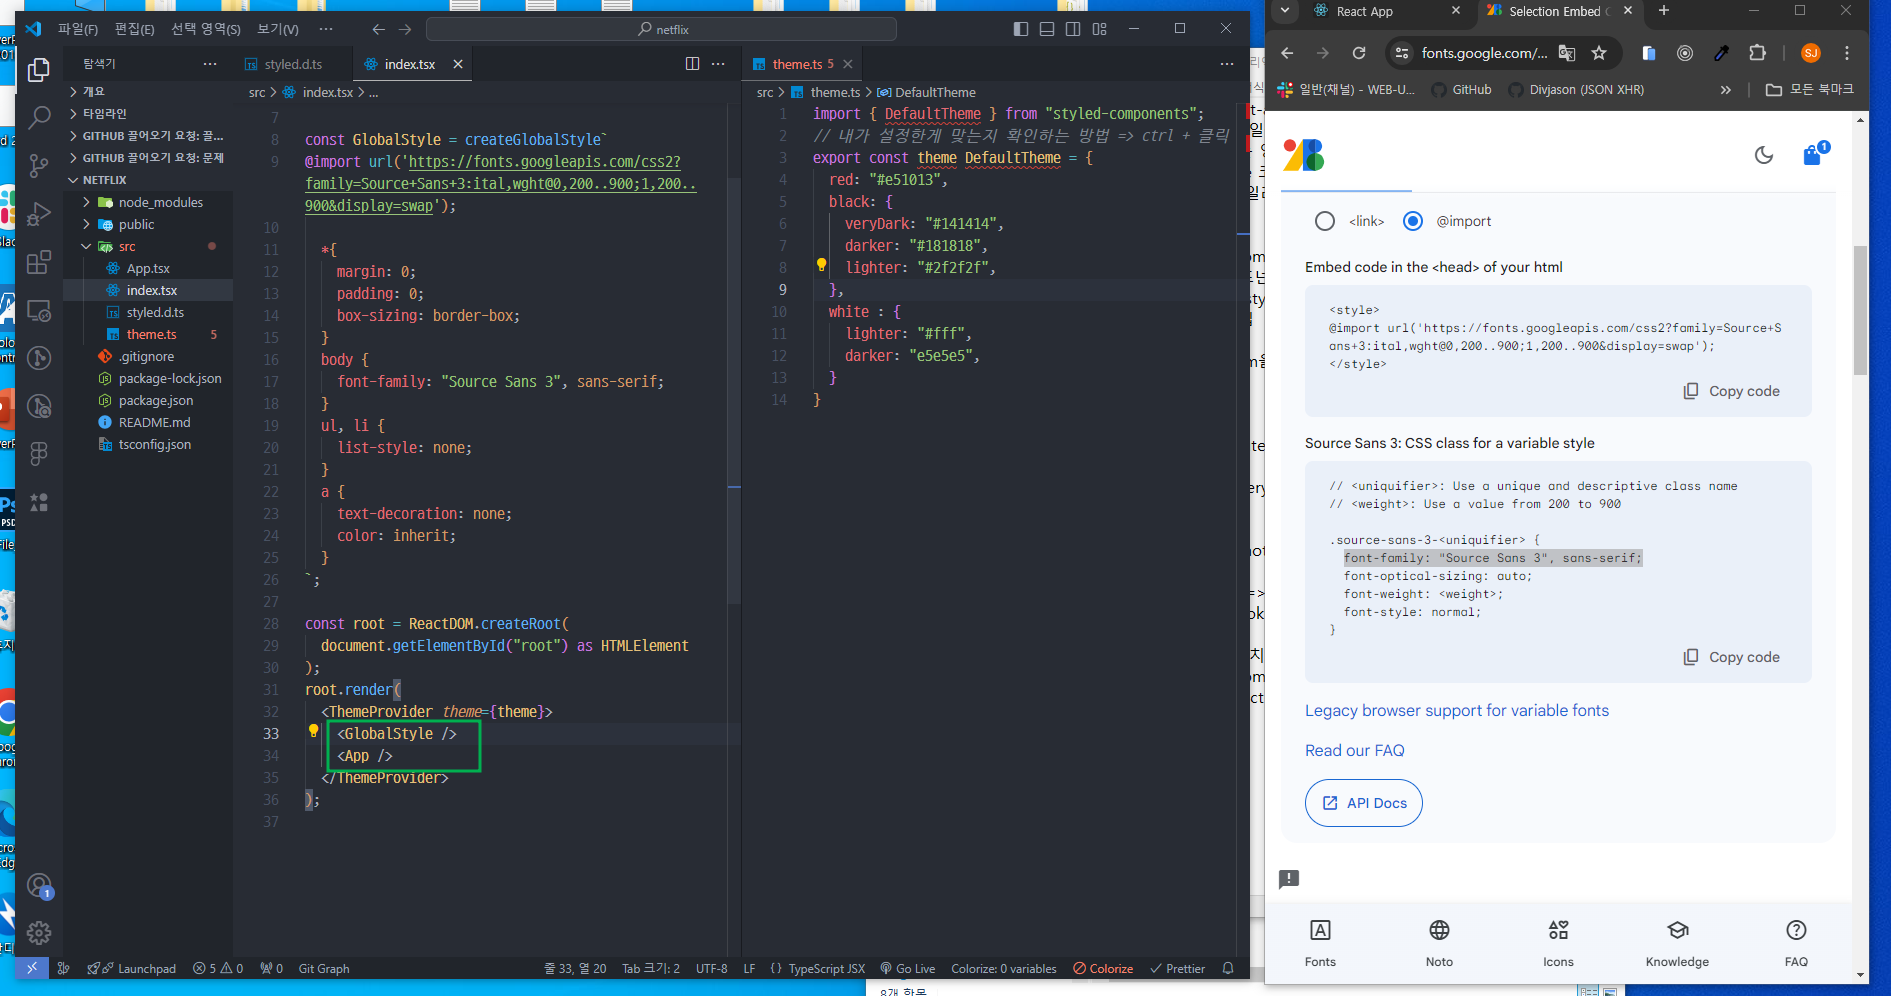 파일(F) 편집(E) 선택 영역(S) 보기(V) ··· netflix
탐색기
개요
타임라인
GITHUB 끌어오기 요청: 끌...
GITHUB 끌어오기 요청: 문제
NETFLIX
node_modules
public
src
App.tsx
index.tsx
styled.d.ts
theme.ts 5
.gitignore
package-lock.json
package.json
README.md
tsconfig.json
styled.d.ts index.tsx
src > index.tsx > ...
7
8 const GlobalStyle = createGlobalStyle`
9 @import url('https://fonts.googleapis.com/css2?
family=Source+Sans+3:ital,wght@0,200..900;1,200..
900&display=swap');
10
11 *{
12 margin: 0;
13 padding: 0;
14 box-sizing: border-box;
15 }
16 body {
17 font-family: "Source Sans 3", sans-serif;
18 }
19 ul, li {
20 list-style: none;
21 }
22 a {
23 text-decoration: none;
24 color: inherit;
25 }
26 `;
27
28 const root = ReactDOM.createRoot(
29 document.getElementById("root") as HTMLElement
30 );
31 root.render(
32 <ThemeProvider theme={theme}>
33 <GlobalStyle />
34 <App />
35 </ThemeProvider>
36 );
37
theme.ts 5
src > theme.ts > DefaultTheme
1 import { DefaultTheme } from "styled-components";
2 // 내가 설정한게 맞는지 확인하는 방법 => ctrl + 클릭
3 export const theme DefaultTheme = {
4 red: "#e51013",
5 black: {
6 veryDark: "#141414",
7 darker: "#181818",
8 lighter: "#2f2f2f",
9 },
10 white : {
11 lighter: "#fff",
12 darker: "e5e5e5",
13 }
14 }
Launchpad 5 0 0 Git Graph 줄 33, 열 20 Tab 크기: 2 UTF-8 LF {} TypeScript JSX Go Live Colorize: 0 variables Colorize Prettier
1
React App Selection Embed
fonts.google.com/... SJ
일반(채널) - WEB-U... GitHub Divjason (JSON XHR) » 모든 북마크
1
<link> @import
Embed code in the <head> of your html
<style>
@import url('https://fonts.googleapis.com/css2?family=Source+S
ans+3:ital,wght@0,200..900;1,200..900&display=swap');
</style>
Copy code
Source Sans 3: CSS class for a variable style
// <uniquifier>: Use a unique and descriptive class name
// <weight>: Use a value from 200 to 900
.source-sans-3-<uniquifier> {
font-family: "Source Sans 3", sans-serif;
font-optical-sizing: auto;
font-weight: <weight>;
font-style: normal;
}
Copy code
Legacy browser support for variable fonts
Read our FAQ
API Docs
Fonts Noto Icons Knowledge FAQ
8개 항목